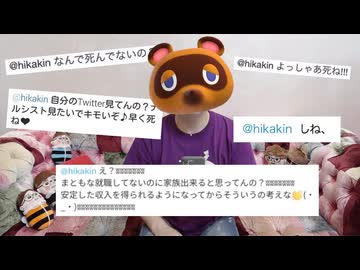 @hikakin なんで死んでないの?
@hikakin よっしゃあ死ね!!!
@hikakin 自分のTwitter見てんの?ナ
ルシスト見たいでキモいぞ♪早く死
ね❤
@hikakin しね、
@hikakin え?
まともな就職してないのに家族出来ると思ってんの?
安定した収入を得られるようになってからそういうの考えな👏(・
_・)